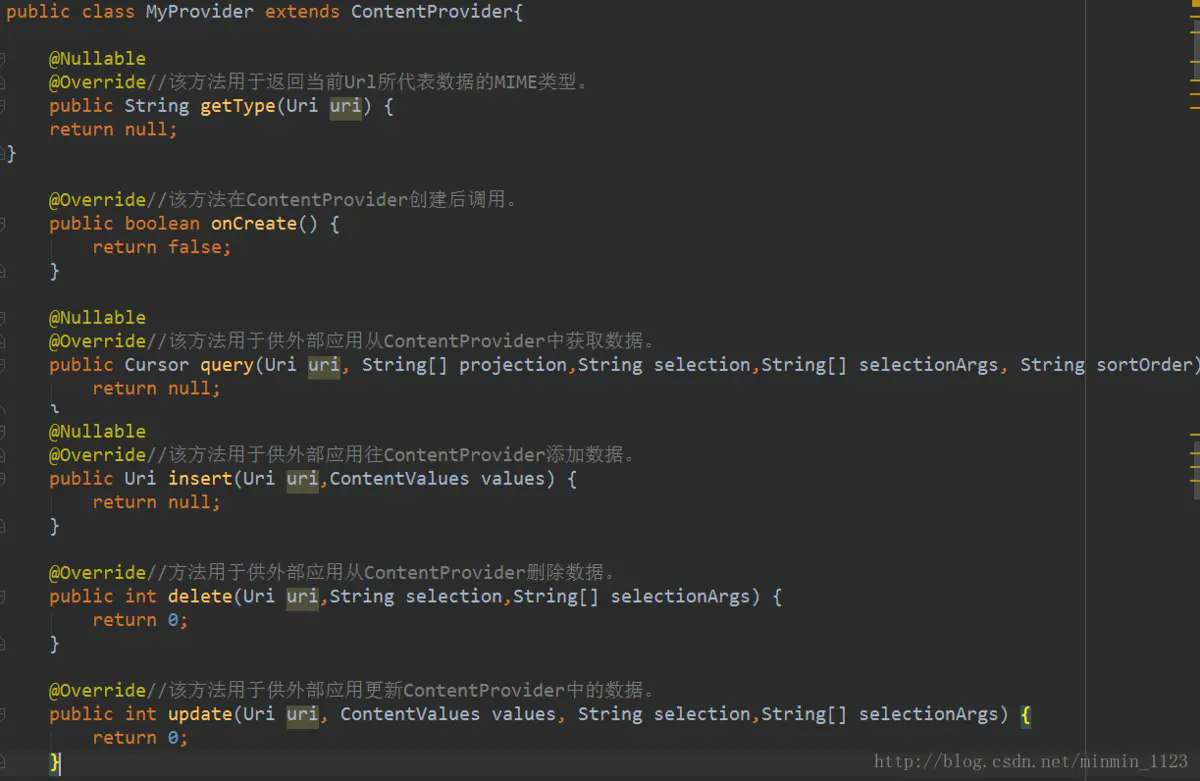 public class MyProvider extends ContentProvider{
@Nullable
@Override//该方法用于返回当前Url所代表数据的MIME类型。
public String getType(Uri uri) {
return null;
}
@Override//该方法在ContentProvider创建后调用。
public boolean onCreate() {
return false;
}
@Nullable
@Override//该方法用于供外部应用从ContentProvider中获取数据。
public Cursor query(Uri uri, String[] projection,String selection,String[] selectionArgs, String sortOrder)
return null;
}
@Nullable
@Override//该方法用于供外部应用往ContentProvider添加数据。
public Uri insert(Uri uri,ContentValues values) {
return null;
}
@Override//方法用于供外部应用从ContentProvider删除数据。
public int delete(Uri uri,String selection,String[] selectionArgs) {
return 0;
}
@Override//该方法用于供外部应用更新ContentProvider中的数据。
public int update(Uri uri, ContentValues values, String selection,String[] selectionArgs) {
return 0;
}
http://blog.csdn.net/minmin_1123